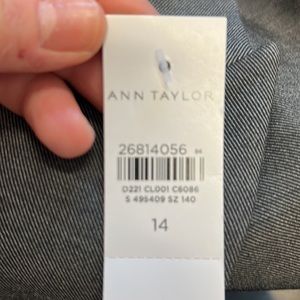 ANN TAYLOR
26814056
D221 CL001 C6086
S 495409 SZ 140
14